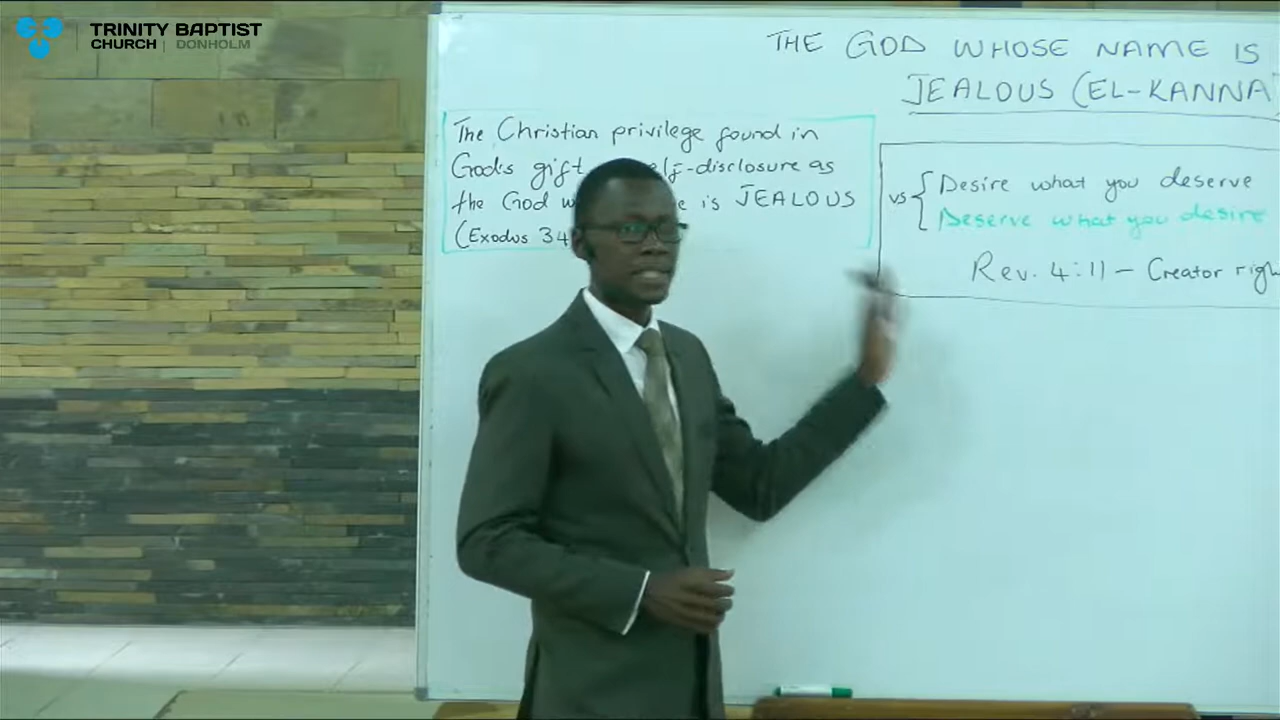 TRINITY BAPTIST
CHURCH | DONHOLM
THE GOD WHOSE NAME IS
JEALOUS (EL-KANNA
The Christian privilege found in
God's gift self-disclosure as
the God is JEALOUS
(Exodus 34
vs { Desire what you deserve
Deserve what you desire
Rev. 4:11 – Creator